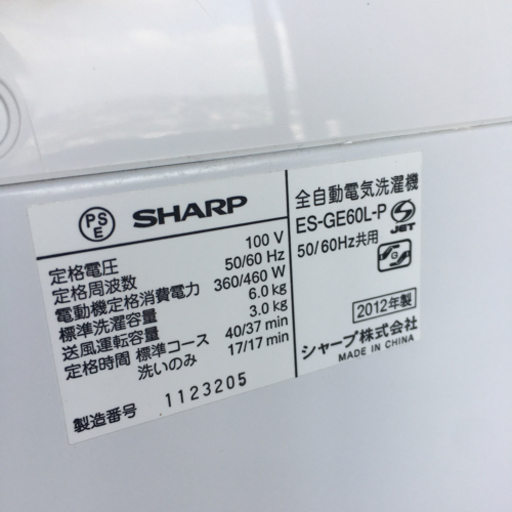 PS
E
SHARP
全自動電気洗濯機
ES-GE60L-P
50/60Hz共用
JET
G
定格電圧 100 V
定格周波数 50/60 Hz
電動機定格消費電力 360/460 W
標準洗濯容量 6.0 kg
送風運転容量 3.0 kg
定格時間 標準コース 40/37 min
洗いのみ 17/17 min
製造番号 1123205
2012年製
シャープ株式会社
MADE IN CHINA